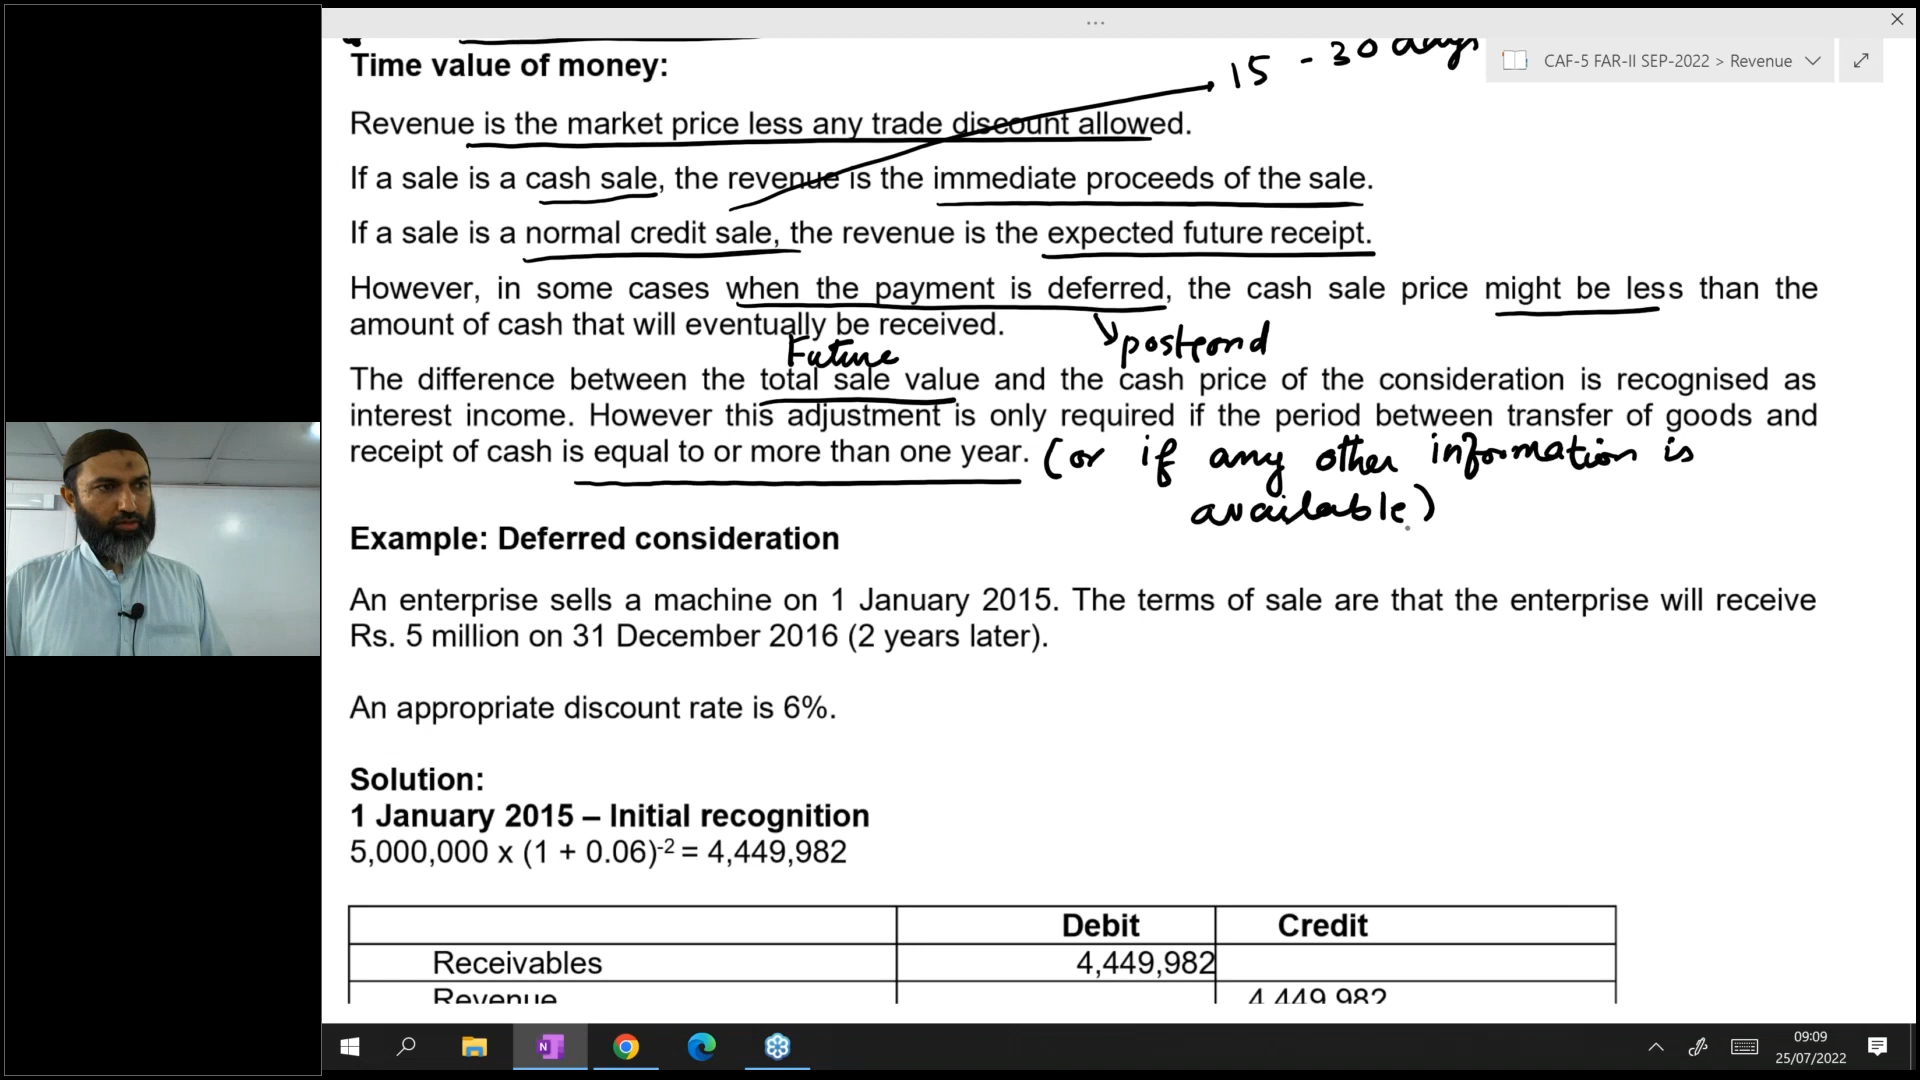 15 - 30 days
CAF-5 FAR-II SEP-2022 > Revenue
Time value of money:
Revenue is the market price less any trade discount allowed.
If a sale is a cash sale, the revenue is the immediate proceeds of the sale.
If a sale is a normal credit sale, the revenue is the expected future receipt.
However, in some cases when the payment is deferred, the cash sale price might be less than the
amount of cash that will eventually be received.
Future
postpond
The difference between the total sale value and the cash price of the consideration is recognised as
interest income. However this adjustment is only required if the period between transfer of goods and
receipt of cash is equal to or more than one year. (or if any other information is
available)
Example: Deferred consideration
An enterprise sells a machine on 1 January 2015. The terms of sale are that the enterprise will receive
Rs. 5 million on 31 December 2016 (2 years later).
An appropriate discount rate is 6%.
Solution:
1 January 2015 – Initial recognition
5,000,000 x (1 + 0.06)-2 = 4,449,982
Debit Credit
Receivables 4,449,982
Revenue 4,449,982
N
09:09
25/07/2022